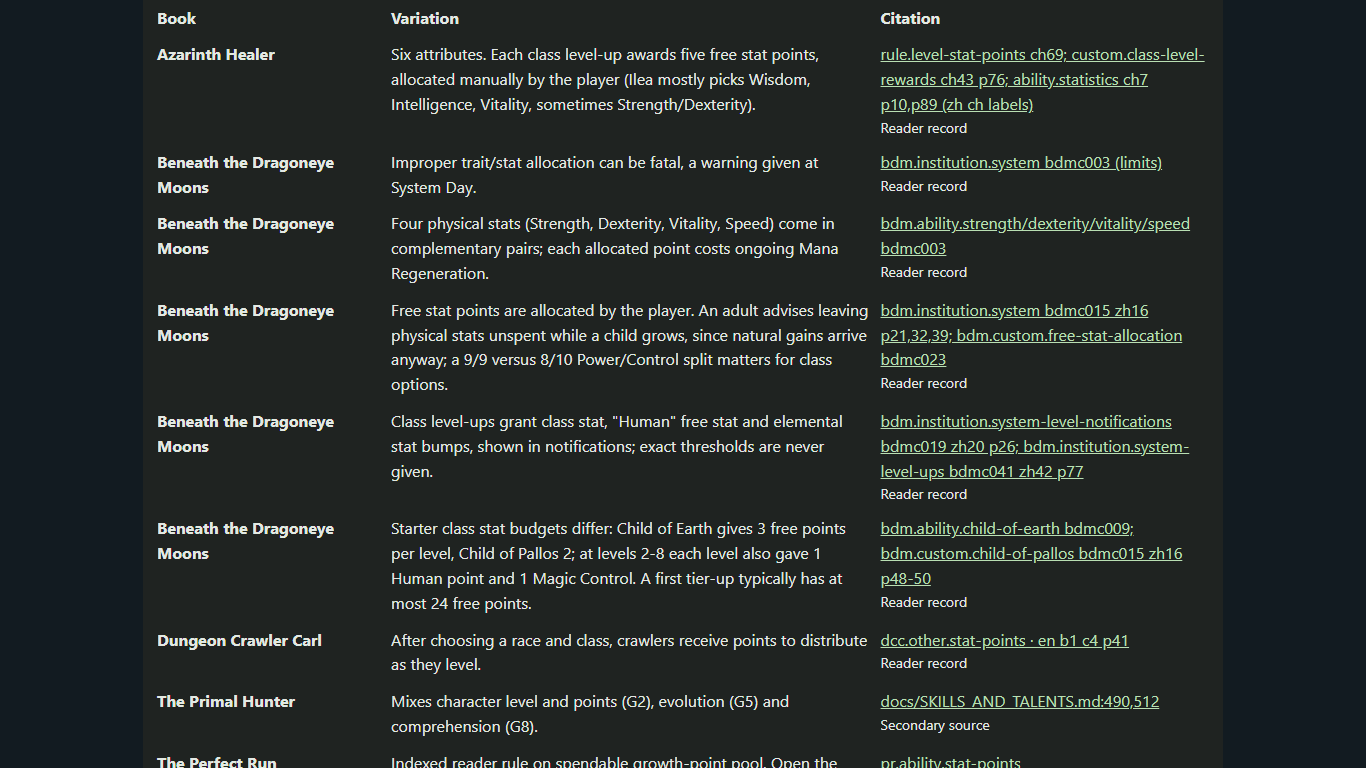 Book Variation Citation
Azarinth Healer
Six attributes. Each class level-up awards five free stat points,
allocated manually by the player (Ilea mostly picks Wisdom,
Intelligence, Vitality, sometimes Strength/Dexterity).
rule.level-stat-points ch69; custom.class-level-
rewards ch43 p76; ability.statistics ch7
p10,p89 (zh ch labels)
Reader record
Beneath the Dragoneye
Moons
Improper trait/stat allocation can be fatal, a warning given at
System Day.
bdm.institution.system bdmc003 (limits)
Reader record
Beneath the Dragoneye
Moons
Four physical stats (Strength, Dexterity, Vitality, Speed) come in
complementary pairs; each allocated point costs ongoing Mana
Regeneration.
bdm.ability.strength/dexterity/vitality/speed
bdmc003
Reader record
Beneath the Dragoneye
Moons
Free stat points are allocated by the player. An adult advises leaving
physical stats unspent while a child grows, since natural gains arrive
anyway; a 9/9 versus 8/10 Power/Control split matters for class
options.
bdm.institution.system bdmc015 zh16
p21,32,39; bdm.custom.free-stat-allocation
bdmc023
Reader record
Beneath the Dragoneye
Moons
Class level-ups grant class stat, "Human" free stat and elemental
stat bumps, shown in notifications; exact thresholds are never
given.
bdm.institution.system-level-notifications
bdmc019 zh20 p26; bdm.institution.system-
level-ups bdmc041 zh42 p77
Reader record
Beneath the Dragoneye
Moons
Starter class stat budgets differ: Child of Earth gives 3 free points
per level, Child of Pallos 2; at levels 2-8 each level also gave 1
Human point and 1 Magic Control. A first tier-up typically has at
most 24 free points.
bdm.ability.child-of-earth bdmc009;
bdm.custom.child-of-pallos bdmc015 zh16
p48-50
Reader record
Dungeon Crawler Carl
After choosing a race and class, crawlers receive points to distribute
as they level.
dcc.other.stat-points · en b1 c4 p41
Reader record
The Primal Hunter
Mixes character level and points (G2), evolution (G5) and
comprehension (G8).
docs/SKILLS_AND_TALENTS.md:490,512
Secondary source
The Perfect Run
Indexed reader rule on spendable growth-point pool. Open the
pr.ability.stat-points